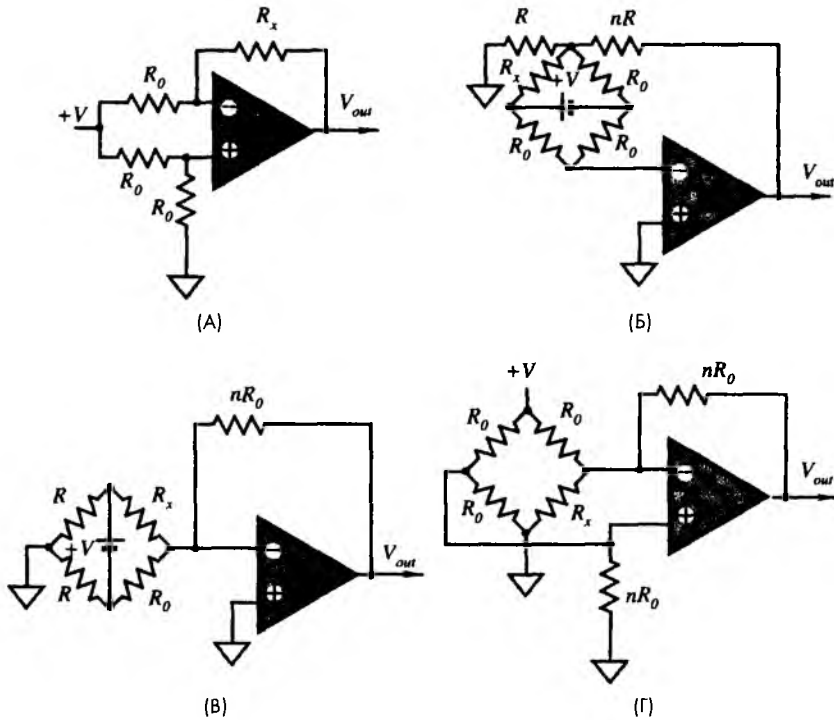 R_x
R_0
+V
V_out
R_0
R_0
(А)
R
nR
R_x
+V
R_0
R_0
R_0
V_out
(Б)
nR_0
R
R_x
+V
V_out
R
R_0
(В)
+V
nR_0
R_0
R_0
V_out
R_0
R_x
nR_0
(Г)